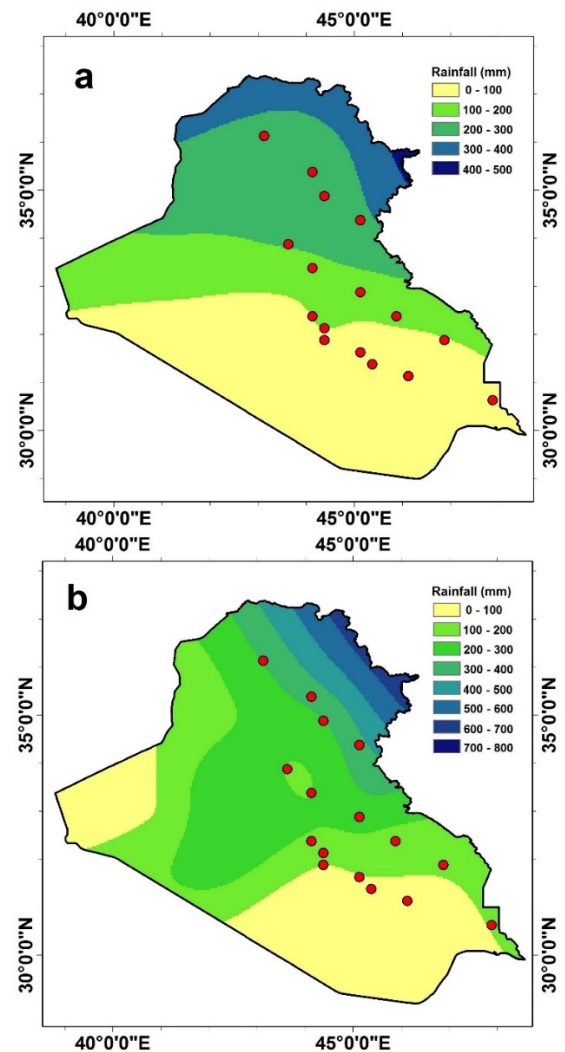 40°0'0"E 45°0'0"E
a
Rainfall (mm)
0 - 100
100 - 200
200 - 300
300 - 400
400 - 500
35°0'0"N
35°0'0"N
30°0'0"N
30°0'0"N
40°0'0"E 45°0'0"E
40°0'0"E 45°0'0"E
b
Rainfall (mm)
0 - 100
100 - 200
200 - 300
300 - 400
400 - 500
500 - 600
600 - 700
700 - 800
35°0'0"N
35°0'0"N
30°0'0"N
30°0'0"N
40°0'0"E 45°0'0"E